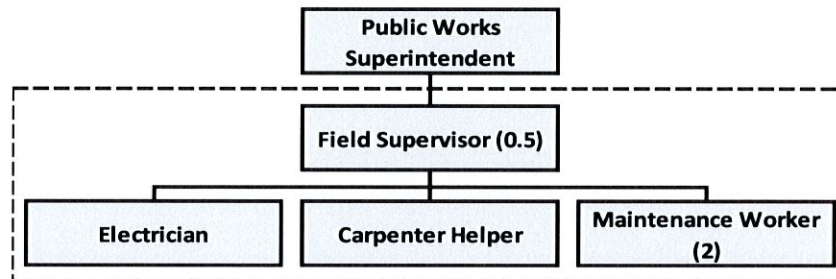 Public Works
Superintendent
Field Supervisor (0.5)
Electrician
Carpenter Helper
Maintenance Worker
(2)